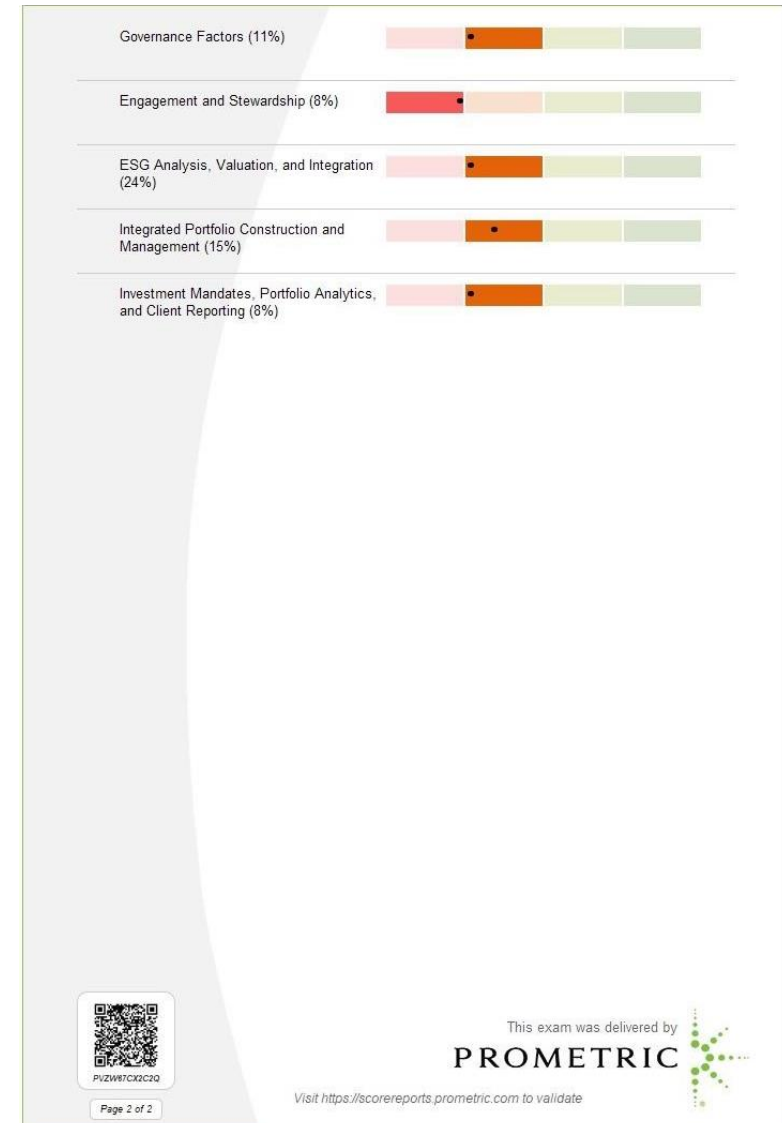 Governance Factors (11%)
Engagement and Stewardship (8%)
ESG Analysis, Valuation, and Integration
(24%)
Integrated Portfolio Construction and
Management (15%)
Investment Mandates, Portfolio Analytics,
and Client Reporting (8%)
PVZW67CX2C2Q
Page 2 of 2
This exam was delivered by
PROMETRIC
Visit https://scorereports.prometric.com to validate